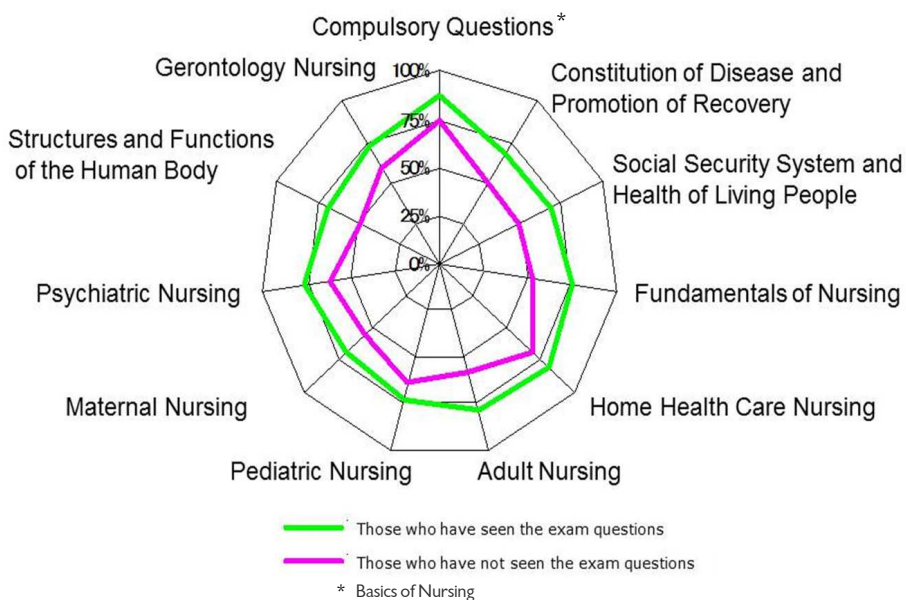 Compulsory Questions*
Gerontology Nursing
100%
Constitution of Disease and
Promotion of Recovery
75%
Structures and Functions
of the Human Body
50%
Social Security System and
Health of Living People
25%
0%
Psychiatric Nursing
Fundamentals of Nursing
Maternal Nursing
Home Health Care Nursing
Pediatric Nursing
Adult Nursing
Those who have seen the exam questions
Those who have not seen the exam questions
* Basics of Nursing